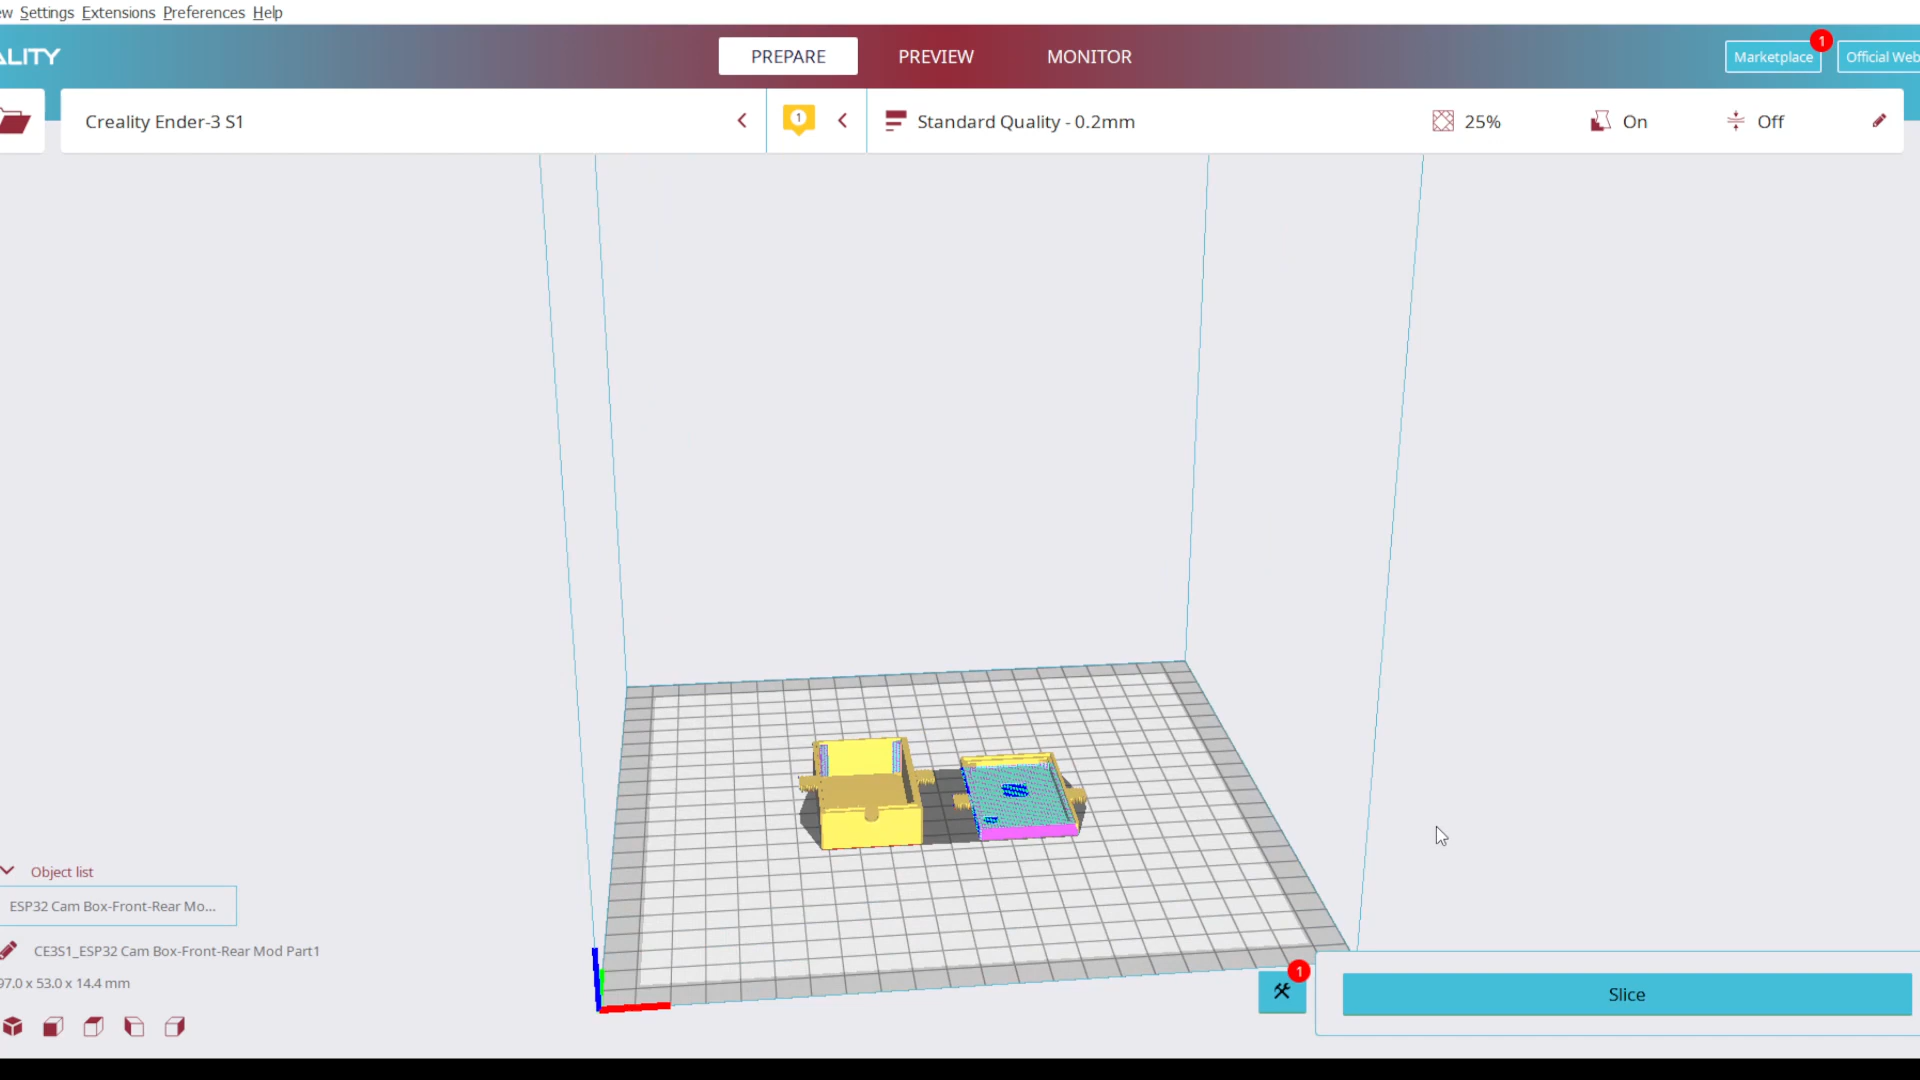 ew Settings Extensions Preferences Help
ALITY
PREPARE
PREVIEW
MONITOR
Marketplace
1
Official Web
Creality Ender-3 S1
1
Standard Quality - 0.2mm
25%
On
Off
Object list
ESP32 Cam Box-Front-Rear Mo...
CE3S1_ESP32 Cam Box-Front-Rear Mod Part1
97.0 x 53.0 x 14.4 mm
1
Slice